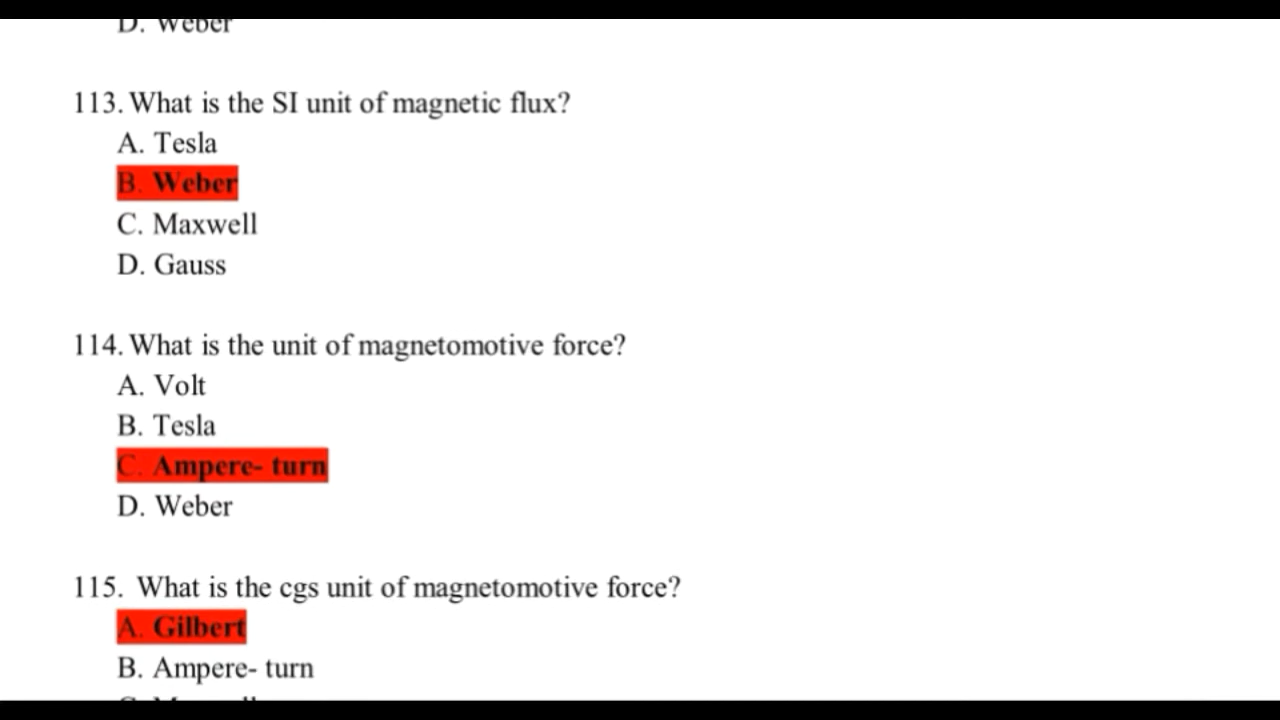 D. Weber
113. What is the SI unit of magnetic flux?
A. Tesla
B. Weber
C. Maxwell
D. Gauss
114. What is the unit of magnetomotive force?
A. Volt
B. Tesla
C. Ampere- turn
D. Weber
115. What is the cgs unit of magnetomotive force?
A. Gilbert
B. Ampere- turn